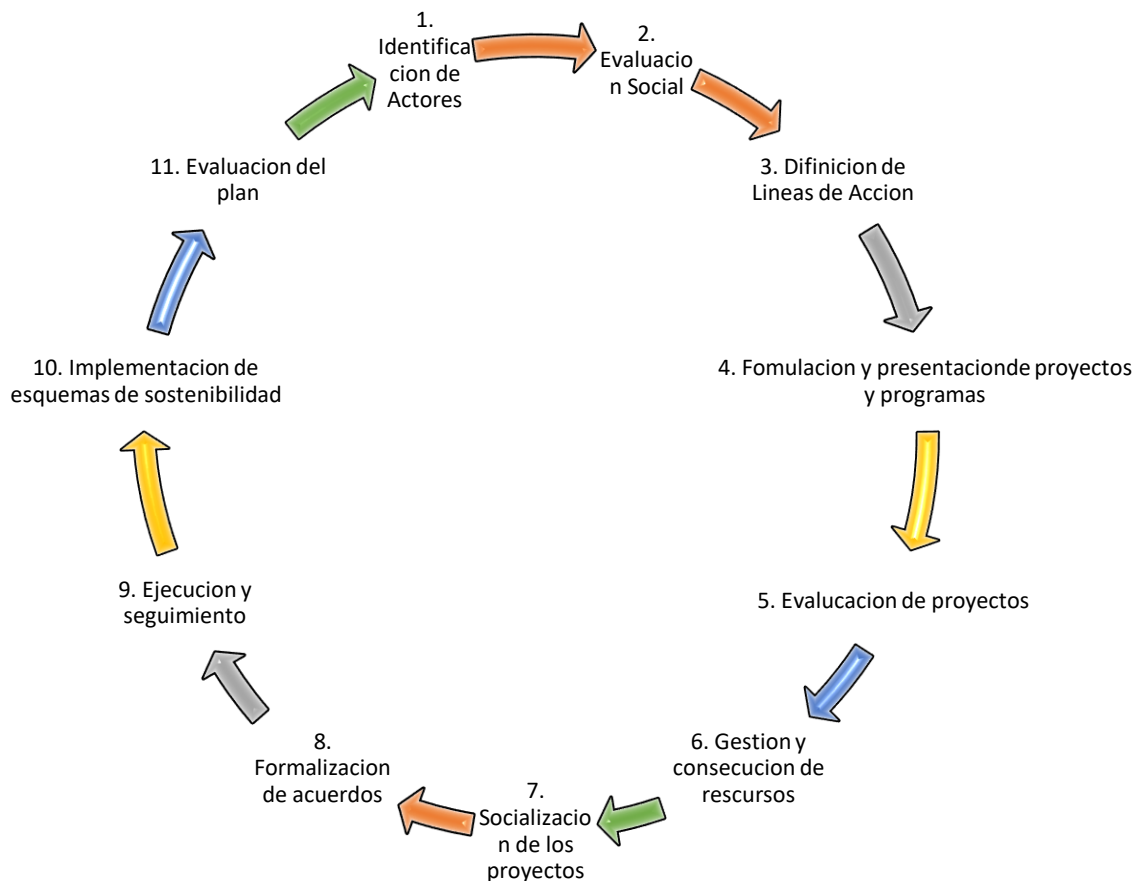 1.
Identifica
cion de
Actores
2.
Evaluacio
n Social
3. Difinicion de
Lineas de Accion
4. Fomulacion y presentacionde proyectos
y programas
5. Evalucacion de proyectos
6. Gestion y
consecucion de
rescursos
7.
Socializacio
n de los
proyectos
8.
Formalizacion
de acuerdos
9. Ejecucion y
seguimiento
10. Implementacion de
esquemas de sostenibilidad
11. Evaluacion del
plan